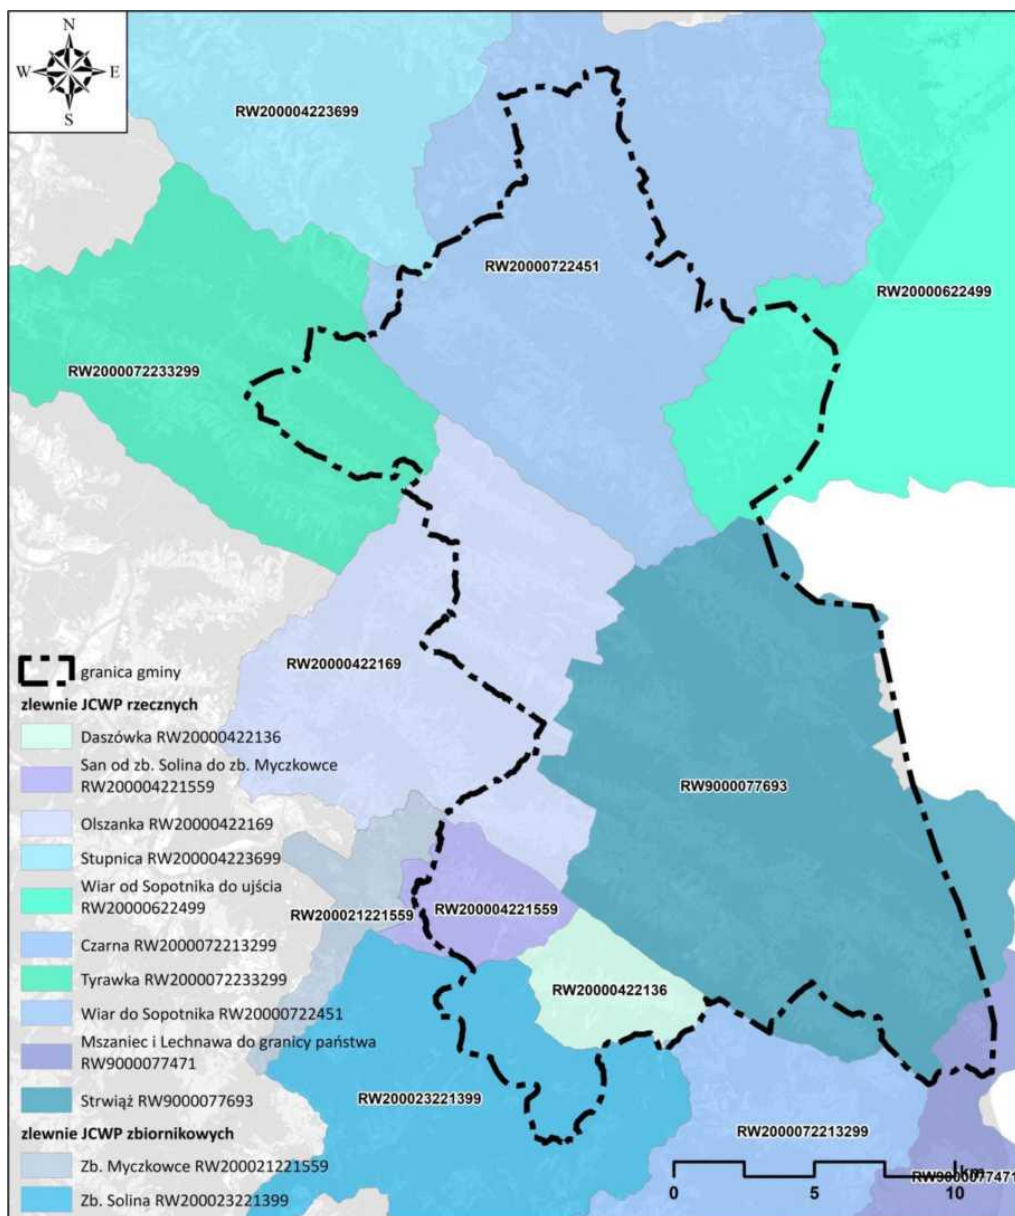 N
W E
S
RW200004223699
RW20000722451
RW20000622499
RW2000072233299
RW20000422169
RW9000077693
RW200021221559
RW200004221559
RW20000422136
RW200023221399
RW2000072213299
RW9000077471
granica gminy
zlewnie JCWP rzecznych
Daszówka RW20000422136
San od zb. Solina do zb. Myczkowce
RW200004221559
Olszanka RW20000422169
Stupnica RW200004223699
Wiar od Sopotnika do ujścia
RW20000622499
Czarna RW2000072213299
Tyrawka RW2000072233299
Wiar do Sopotnika RW20000722451
Mszaniec i Lechnawa do granicy państwa
RW9000077471
Strwiąż RW9000077693
zlewnie JCWP zbiornikowych
Zb. Myczkowce RW200021221559
Zb. Solina RW200023221399
km
0 5 10